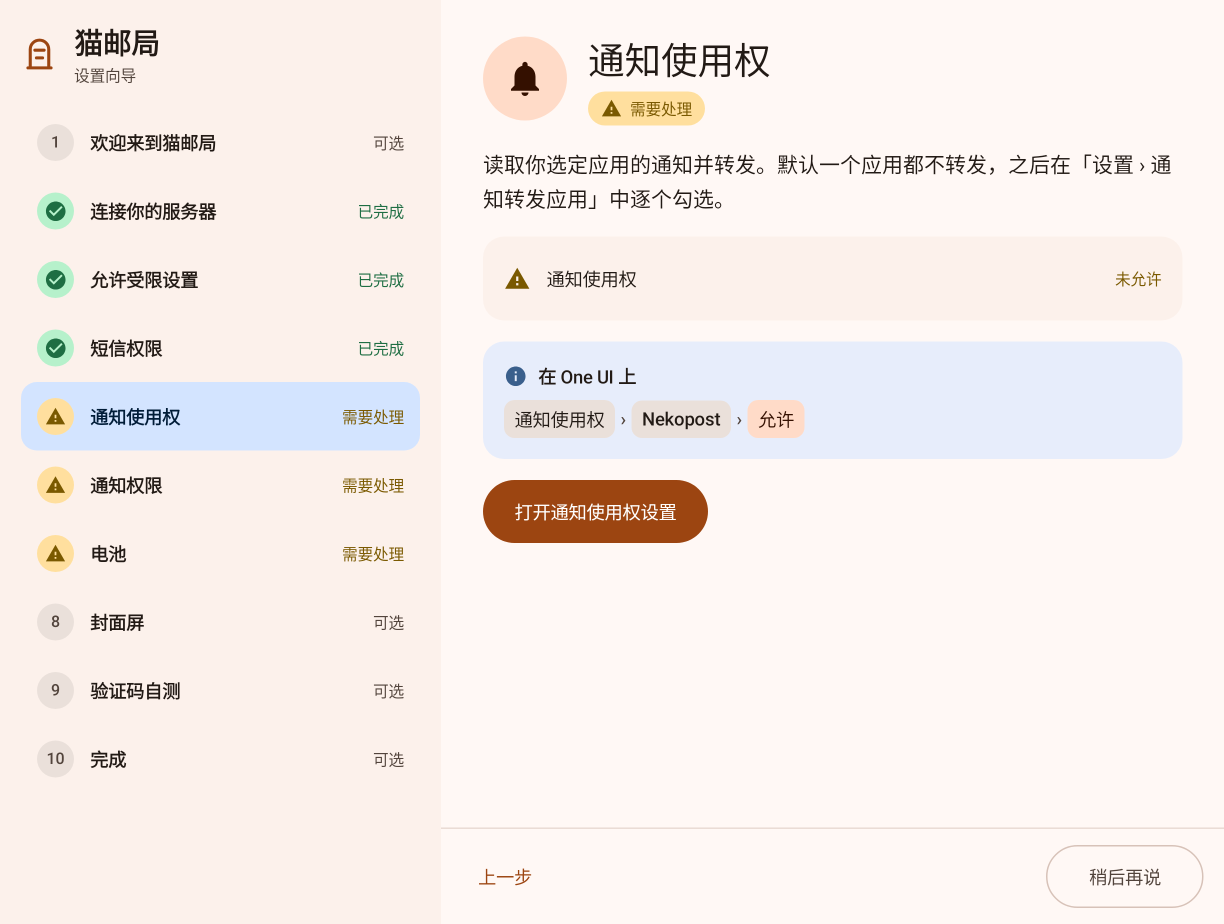 猫邮局
设置向导
1 欢迎来到猫邮局 可选
连接你的服务器 已完成
允许受限设置 已完成
短信权限 已完成
通知使用权 需要处理
通知权限 需要处理
电池 需要处理
8 封面屏 可选
9 验证码自测 可选
10 完成 可选
通知使用权
需要处理
读取你选定应用的通知并转发。默认一个应用都不转发，之后在「设置 › 通
知转发应用」中逐个勾选。
通知使用权 未允许
在 One UI 上
通知使用权 › Nekopost › 允许
打开通知使用权设置
上一步 稍后再说